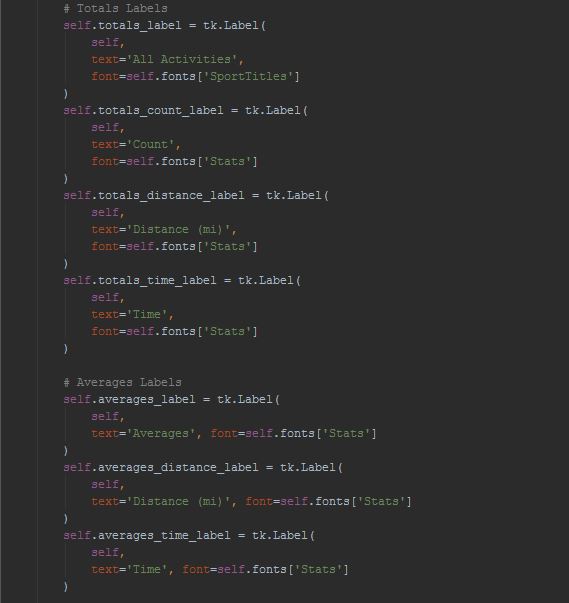 # Totals Labels
self.totals_label = tk.Label(
    self,
    text='All Activities',
    font=self.fonts['SportTitles']
)
self.totals_count_label = tk.Label(
    self,
    text='Count',
    font=self.fonts['Stats']
)
self.totals_distance_label = tk.Label(
    self,
    text='Distance (mi)',
    font=self.fonts['Stats']
)
self.totals_time_label = tk.Label(
    self,
    text='Time',
    font=self.fonts['Stats']
)

# Averages Labels
self.averages_label = tk.Label(
    self,
    text='Averages', font=self.fonts['Stats']
)
self.averages_distance_label = tk.Label(
    self,
    text='Distance (mi)', font=self.fonts['Stats']
)
self.averages_time_label = tk.Label(
    self,
    text='Time', font=self.fonts['Stats']
)